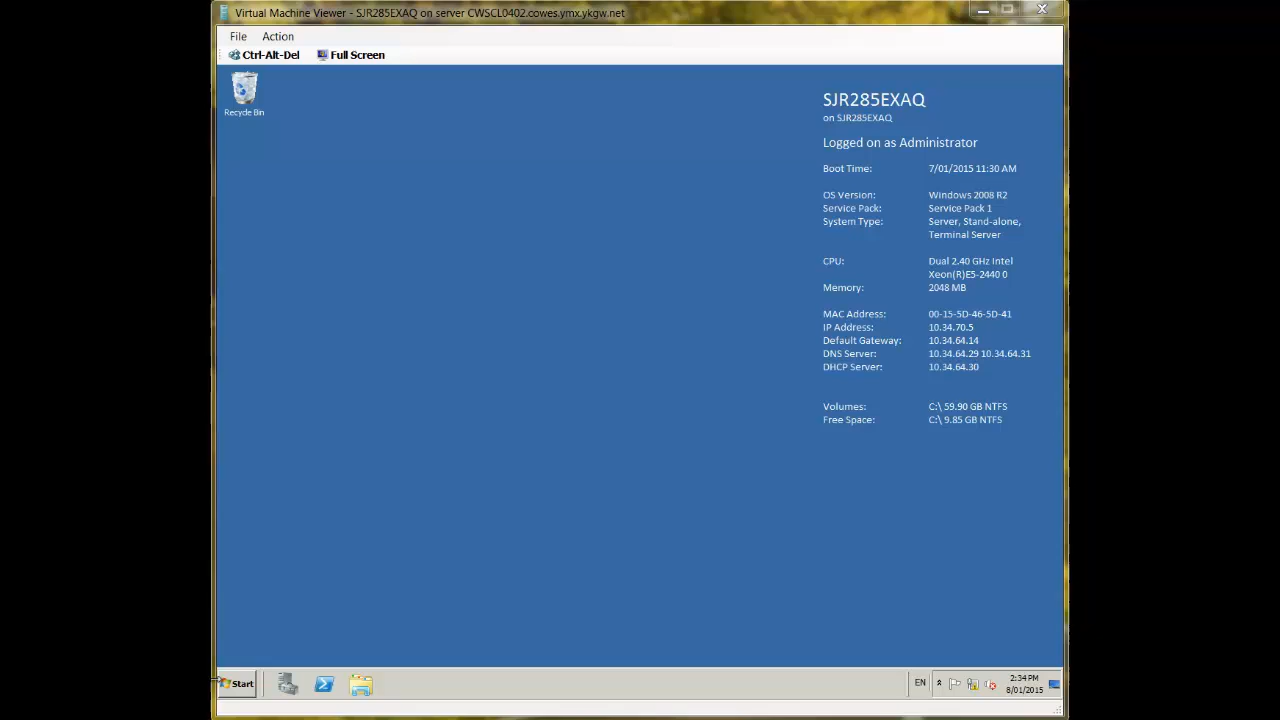 Virtual Machine Viewer - SJR285EXAQ on server CWSCL0402.cowes.ymx.ykgw.net
File Action
Ctrl-Alt-Del Full Screen
Recycle Bin
SJR285EXAQ
on SJR285EXAQ
Logged on as Administrator
Boot Time: 7/01/2015 11:30 AM
OS Version: Windows 2008 R2
Service Pack: Service Pack 1
System Type: Server, Stand-alone,
Terminal Server
CPU: Dual 2.40 GHz Intel
Xeon(R)E5-2440 0
Memory: 2048 MB
MAC Address: 00-15-5D-46-5D-41
IP Address: 10.34.70.5
Default Gateway: 10.34.64.14
DNS Server: 10.34.64.29 10.34.64.31
DHCP Server: 10.34.64.30
Volumes: C:\ 59.90 GB NTFS
Free Space: C:\ 9.85 GB NTFS
Start
EN
2:34 PM
8/01/2015